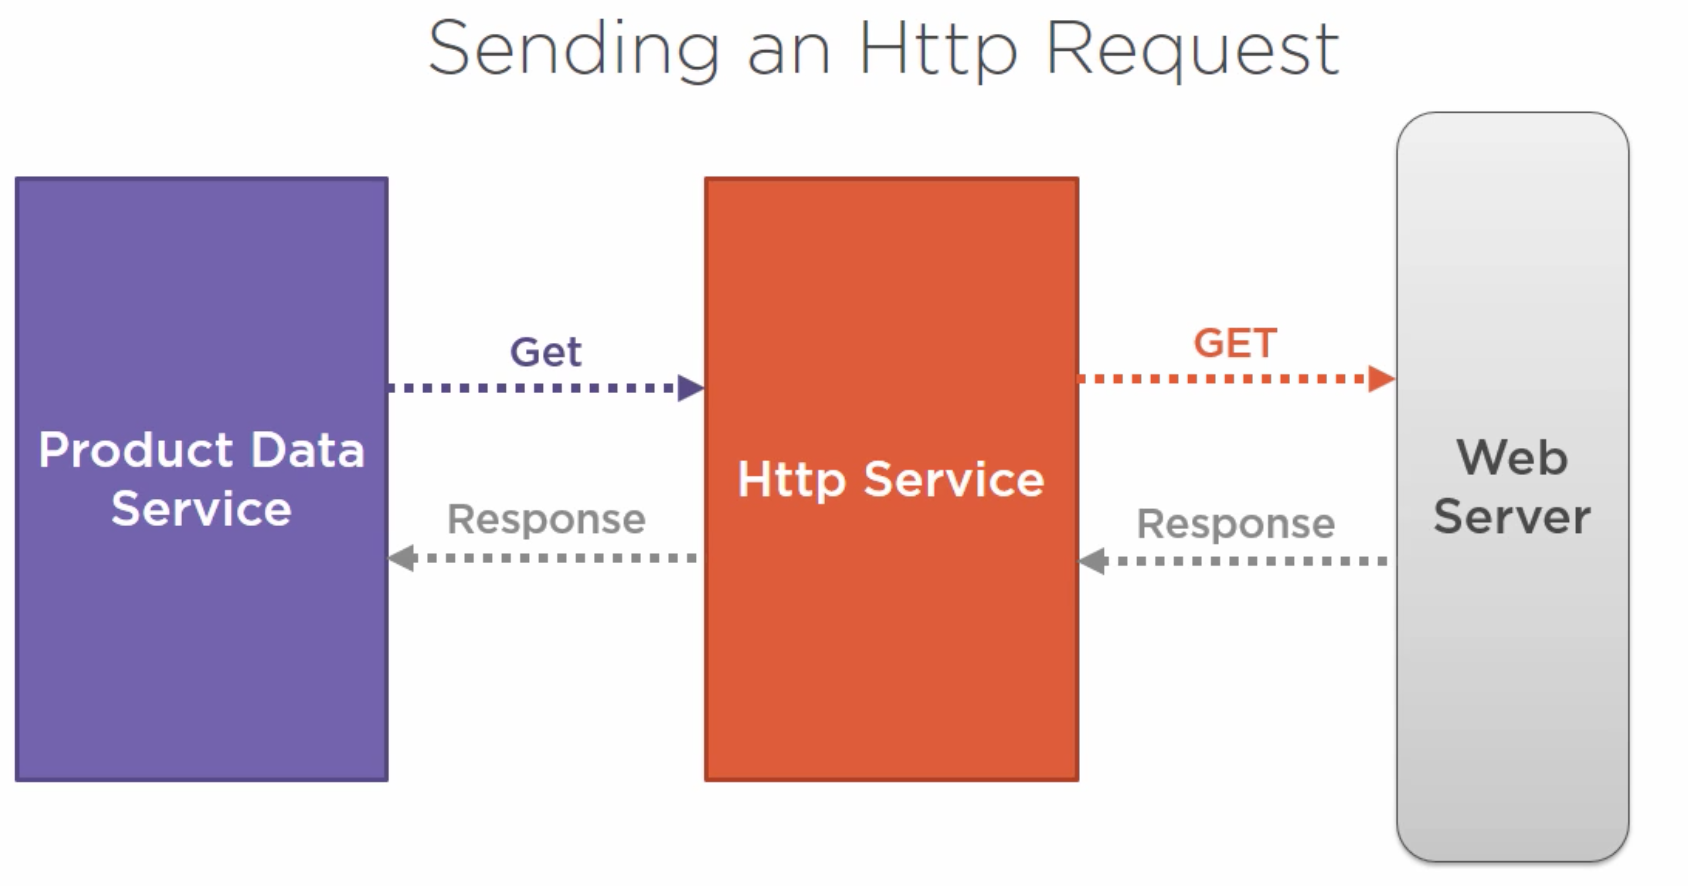 Sending an Http Request
Get
GET
Product Data
Service
Http Service
Web
Server
Response
Response